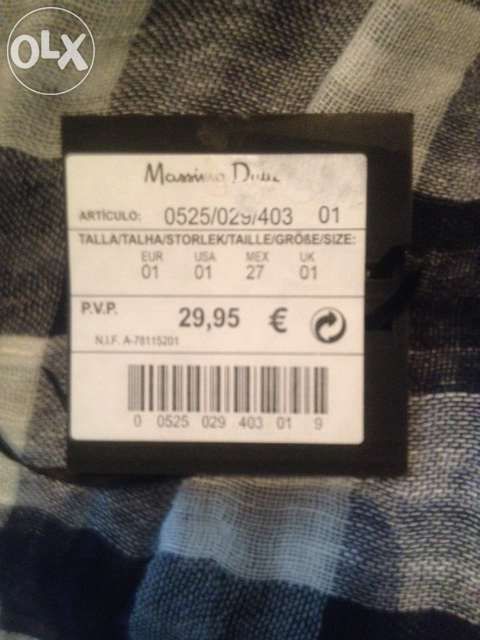 OLX
Massimo Dutti
ARTÍCULO: 0525/029/403 01
TALLA/TALHA/STORLEK/TAILLE/GRÖßE/SIZE:
EUR USA MEX UK
01 01 27 01
P.V.P. 29,95 €
N.I.F. A-78115201
0 0525 029 403 01 9